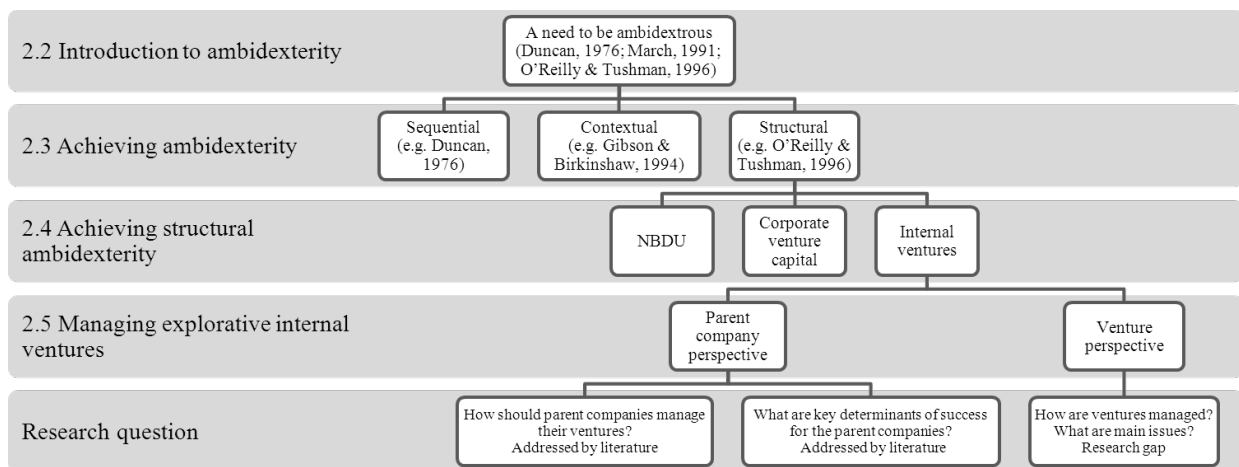 2.2 Introduction to ambidexterity
A need to be ambidextrous
(Duncan, 1976; March, 1991;
O'Reilly & Tushman, 1996)
2.3 Achieving ambidexterity
Sequential
(e.g. Duncan,
1976)
Contextual
(e.g. Gibson &
Birkinshaw, 1994)
Structural
(e.g. O'Reilly &
Tushman, 1996)
2.4 Achieving structural
ambidexterity
NBDU
Corporate
venture
capital
Internal
ventures
2.5 Managing explorative internal
ventures
Parent
company
perspective
Venture
perspective
Research question
How should parent companies manage
their ventures?
Addressed by literature
What are key determinants of success
for the parent companies?
Addressed by literature
How are ventures managed?
What are main issues?
Research gap